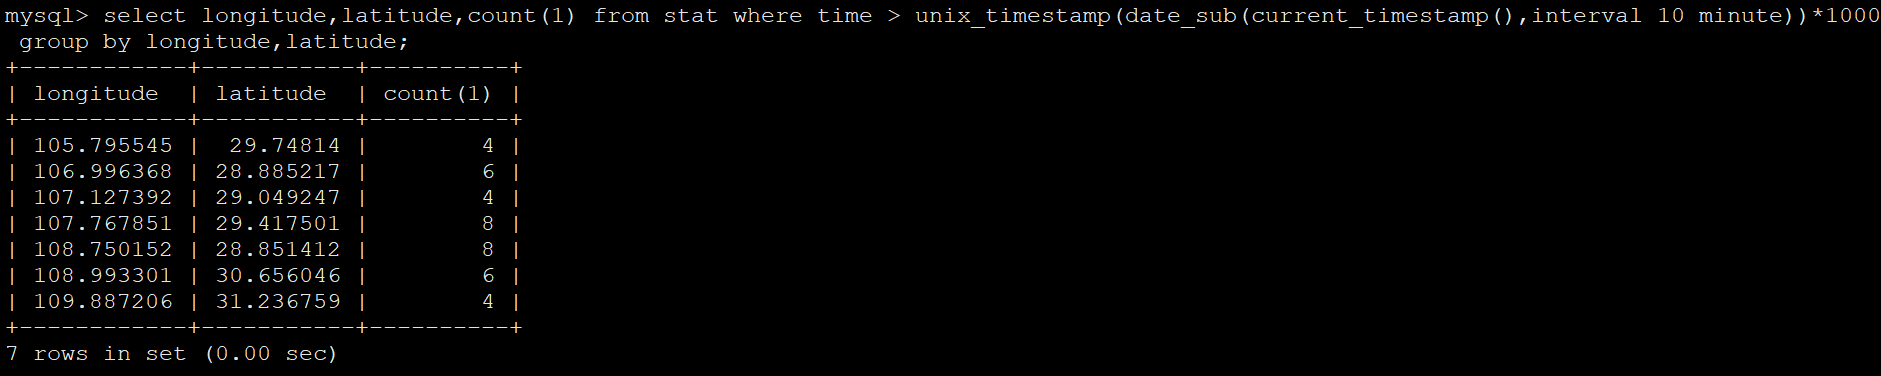 mysql> select longitude,latitude,count(1) from stat where time > unix_timestamp(date_sub(current_timestamp(),interval 10 minute))*1000
 group by longitude,latitude;
+------------+-----------+----------+
| longitude  | latitude  | count(1) |
+------------+-----------+----------+
| 105.795545 |  29.74814 |        4 |
| 106.996368 | 28.885217 |        6 |
| 107.127392 | 29.049247 |        4 |
| 107.767851 | 29.417501 |        8 |
| 108.750152 | 28.851412 |        8 |
| 108.993301 | 30.656046 |        6 |
| 109.887206 | 31.236759 |        4 |
+------------+-----------+----------+
7 rows in set (0.00 sec)